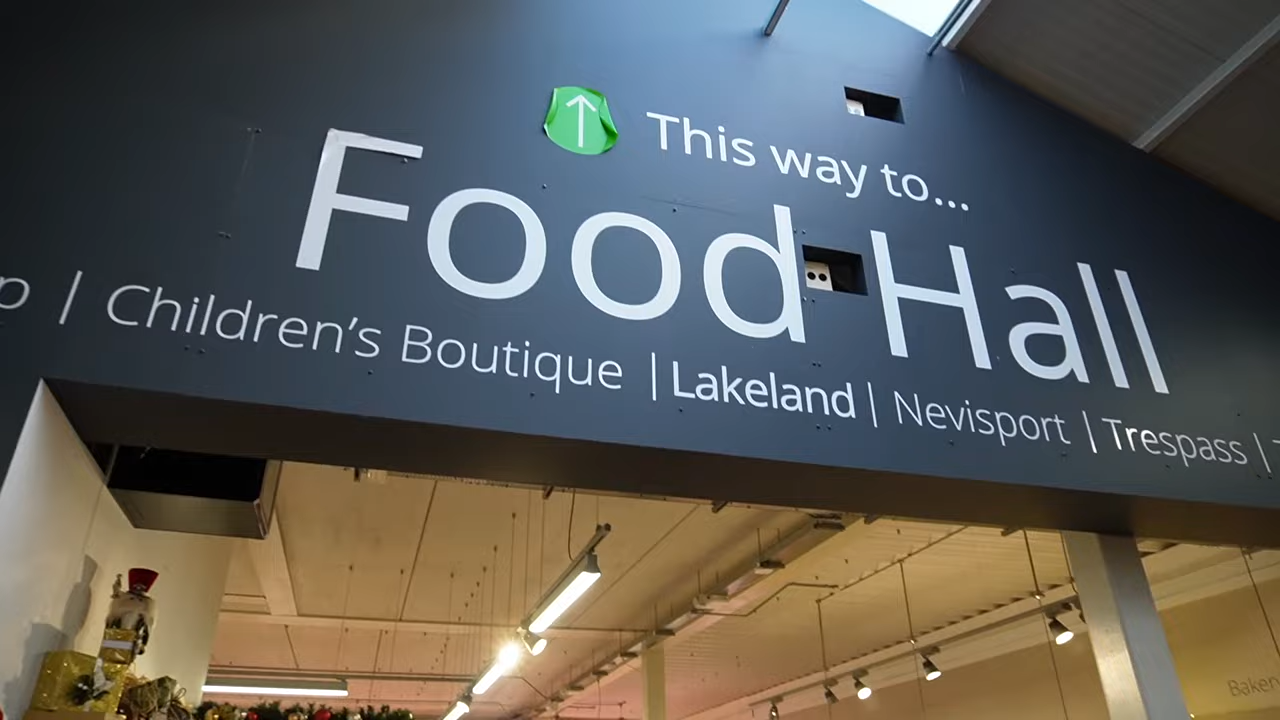 This way to...
Food Hall
| Children's Boutique | Lakeland | Nevisport | Trespass |